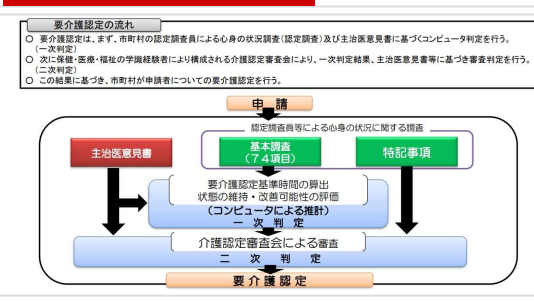 要介護認定の流れ
○ 要介護認定は、まず、市町村の認定調査員による心身の状況調査(認定調査)及び主治医意見書に基づくコンピュータ判定を行う。
(一次判定)
○ 次に保健・医療・福祉の学識経験者により構成される介護認定審査会により、一次判定結果、主治医意見書等に基づき審査判定を行う。
(二次判定)
○ この結果に基づき、市町村が申請者についての要介護認定を行う。
申 請
認定調査員等による心身の状況に関する調査
主治医意見書
基本調査
(74項目)
特記事項
要介護認定基準時間の算出
状態の維持・改善可能性の評価
(コンピュータによる推計)
一 次 判 定
介護認定審査会による審査
二 次 判 定
要介護認定